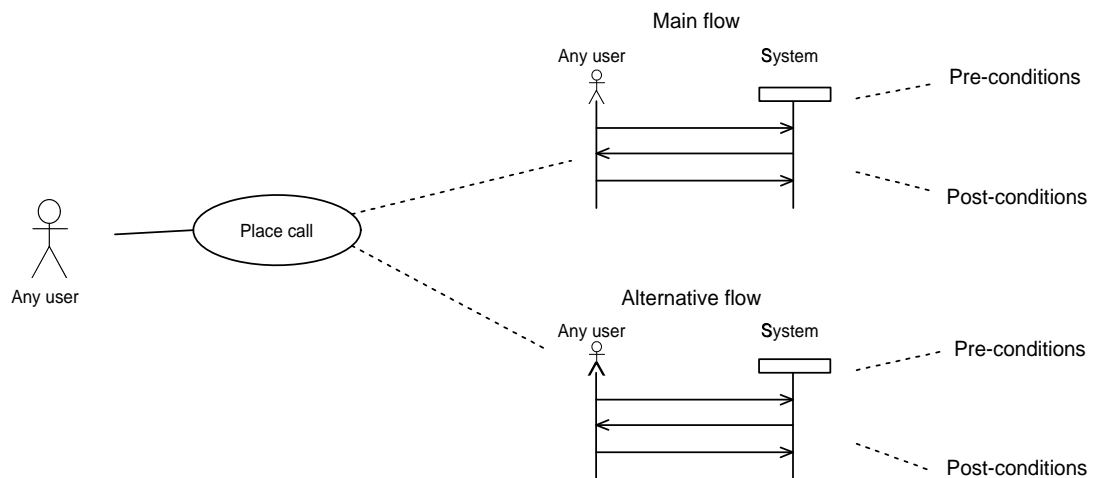 Main flow
Any user
System
Pre-conditions
Post-conditions
Place call
Any user
Alternative flow
Any user
System
Pre-conditions
Post-conditions